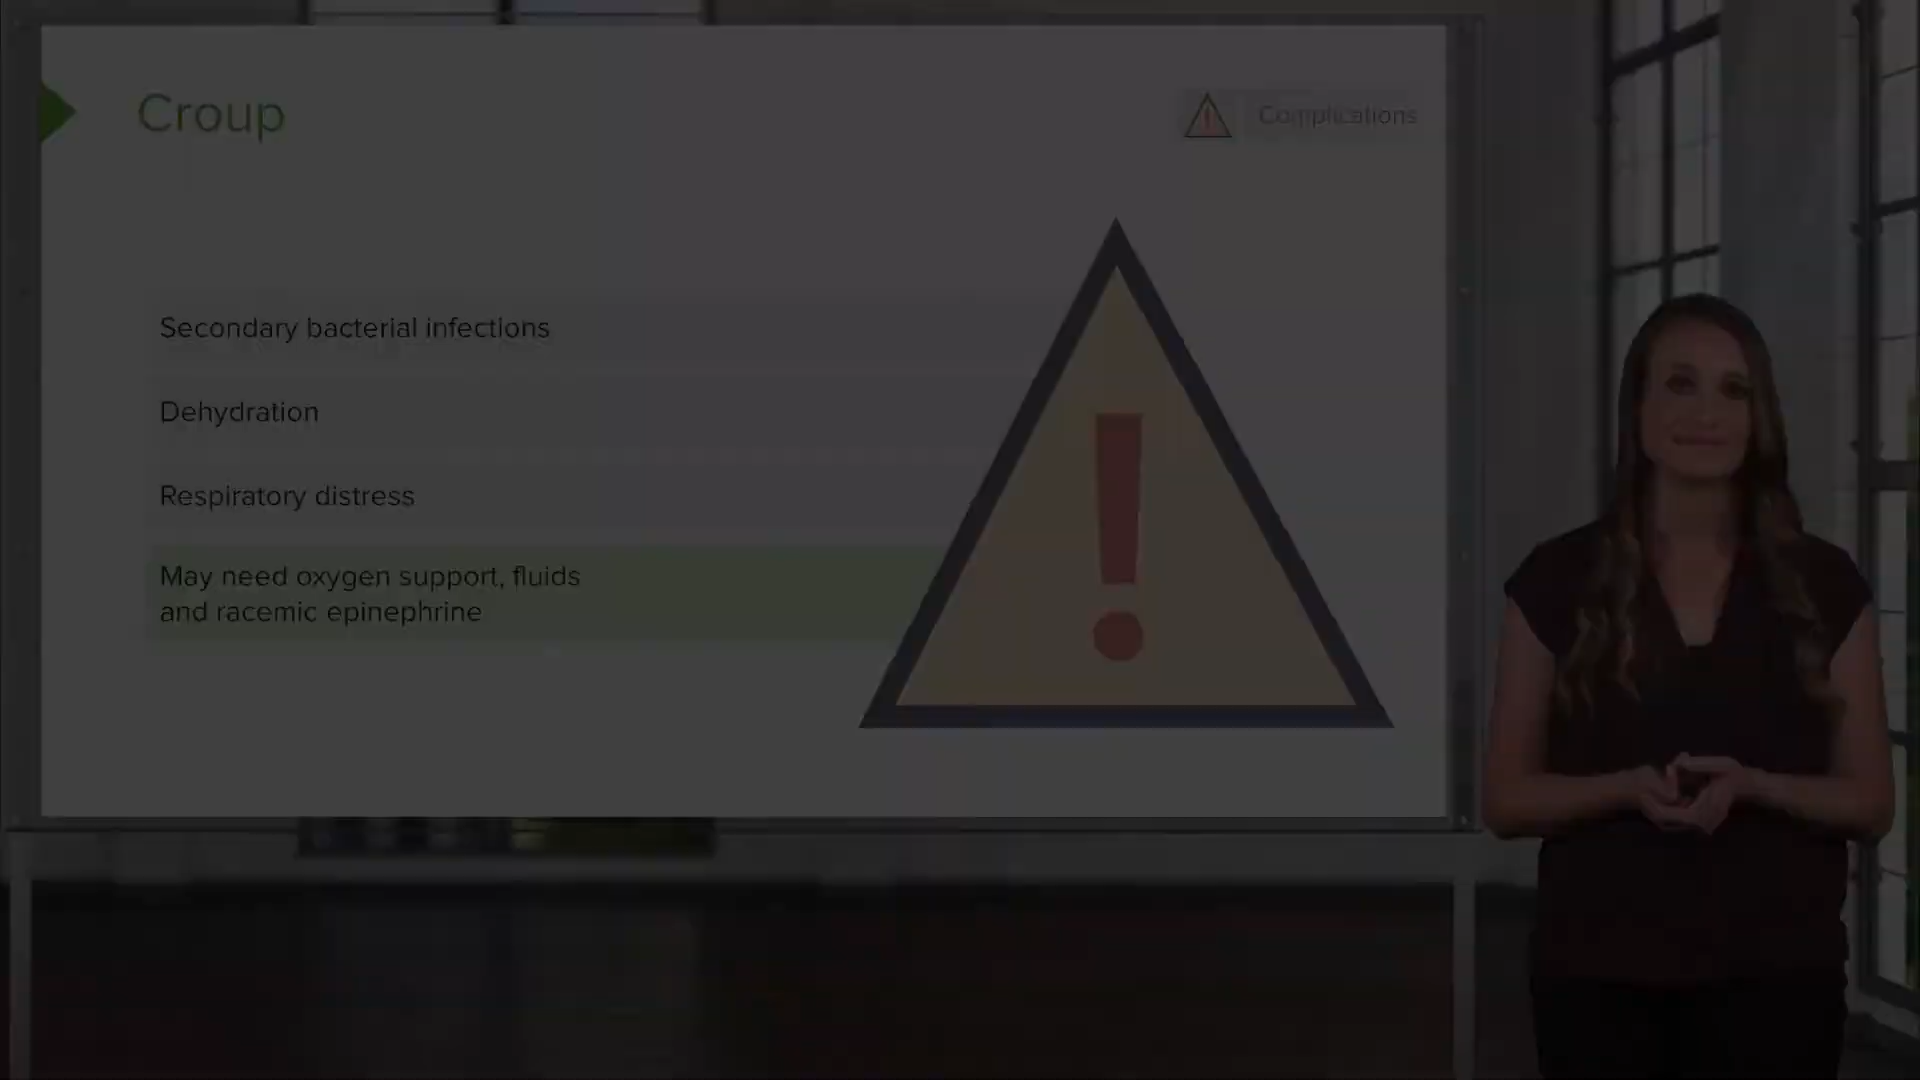 Croup
Complications
Secondary bacterial infections
Dehydration
Respiratory distress
May need oxygen support, fluids
and racemic epinephrine